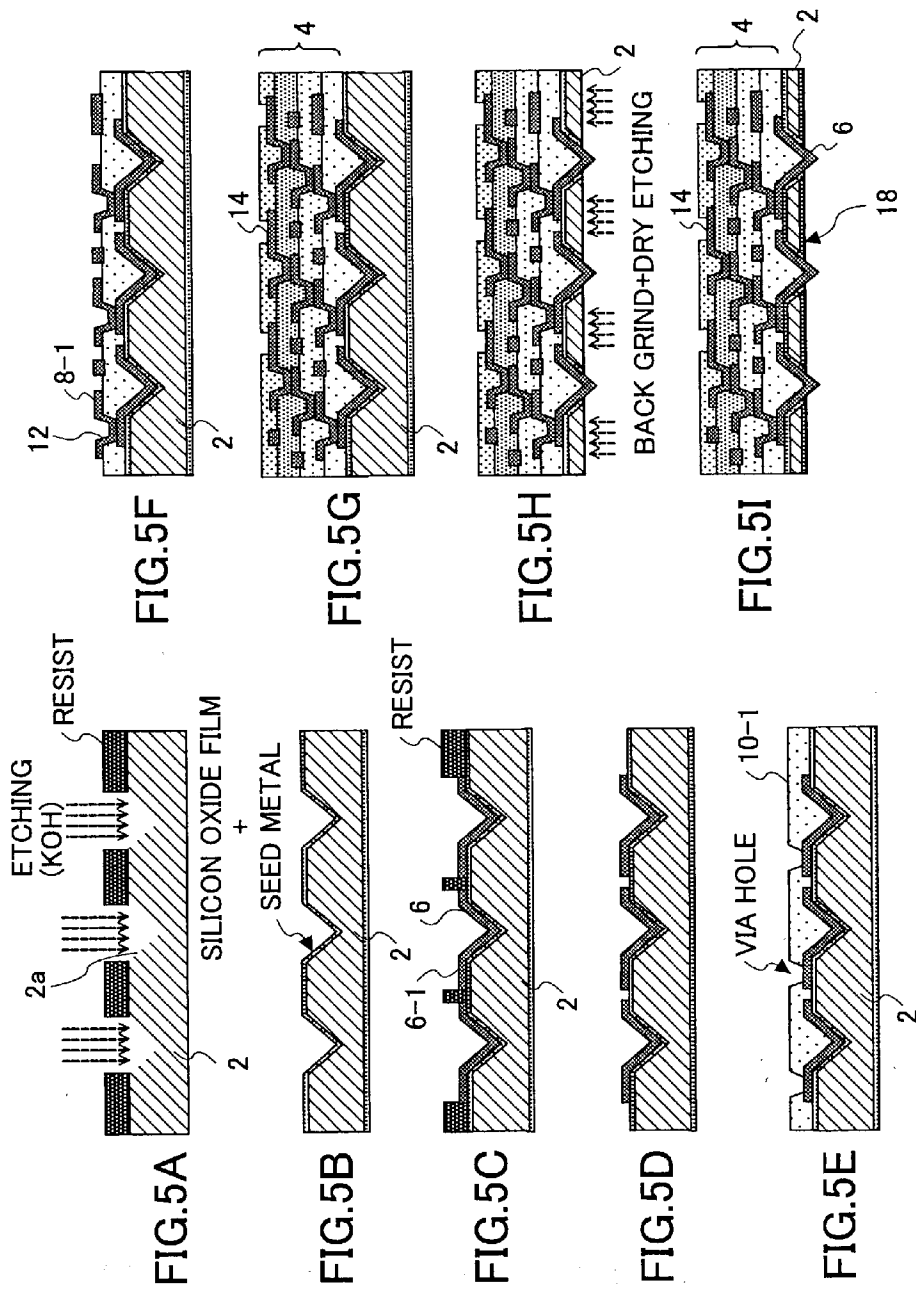 FIG.5A
ETCHING
(KOH)
RESIST
2a
2
FIG.5B
SILICON OXIDE FILM
+
SEED METAL
2
FIG.5C
RESIST
6-1
6
2
FIG.5D
FIG.5E
VIA HOLE
10-1
2
FIG.5F
12
8-1
2
FIG.5G
14
4
2
FIG.5H
2
BACK GRIND+DRY ETCHING
FIG.5I
14
4
2
6
18